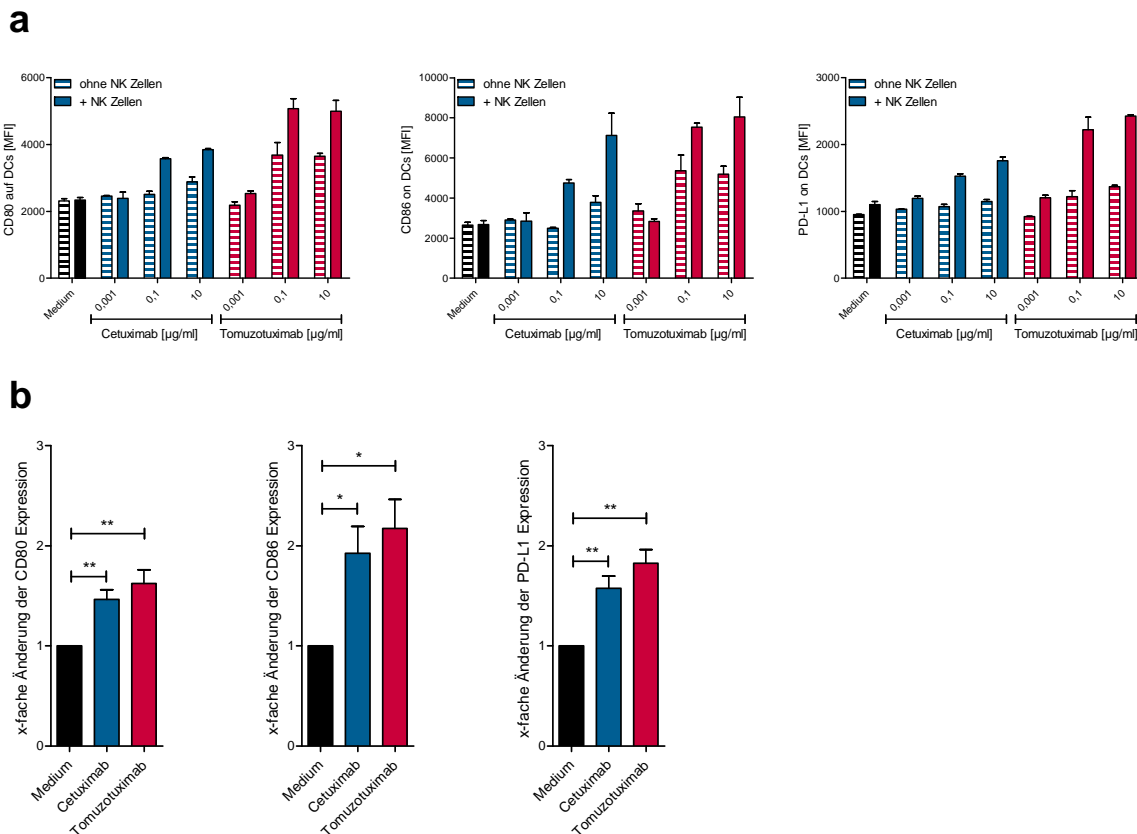 a
CD80 auf DCs [MFI]
6000
4000
2000
0
ohne NK Zellen
+ NK Zellen
Medium
0,001
0,1
10
0,001
0,1
10
Cetuximab [µg/ml]
Tomuzotuximab [µg/ml]
CD86 on DCs [MFI]
10000
8000
6000
4000
2000
0
ohne NK Zellen
+ NK Zellen
Medium
0,001
0,1
10
0,001
0,1
10
Cetuximab [µg/ml]
Tomuzotuximab [µg/ml]
PD-L1 on DCs [MFI]
3000
2000
1000
0
ohne NK Zellen
+ NK Zellen
Medium
0,001
0,1
10
0,001
0,1
10
Cetuximab [µg/ml]
Tomuzotuximab [µg/ml]
b
x-fache Änderung der CD80 Expression
3
2
1
0
**
**
Medium
Cetuximab
Tomuzotuximab
x-fache Änderung der CD86 Expression
3
2
1
0
*
*
Medium
Cetuximab
Tomuzotuximab
x-fache Änderung der PD-L1 Expression
3
2
1
0
**
**
Medium
Cetuximab
Tomuzotuximab